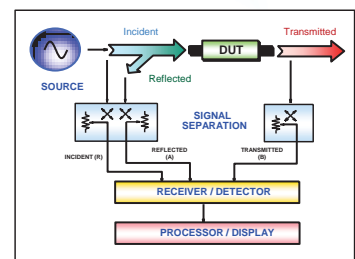 Incident
Transmitted
DUT
SOURCE
Reflected
SIGNAL
SEPARATION
INCIDENT (R)
REFLECTED
(A)
TRANSMITTED
(B)
RECEIVER / DETECTOR
PROCESSOR / DISPLAY